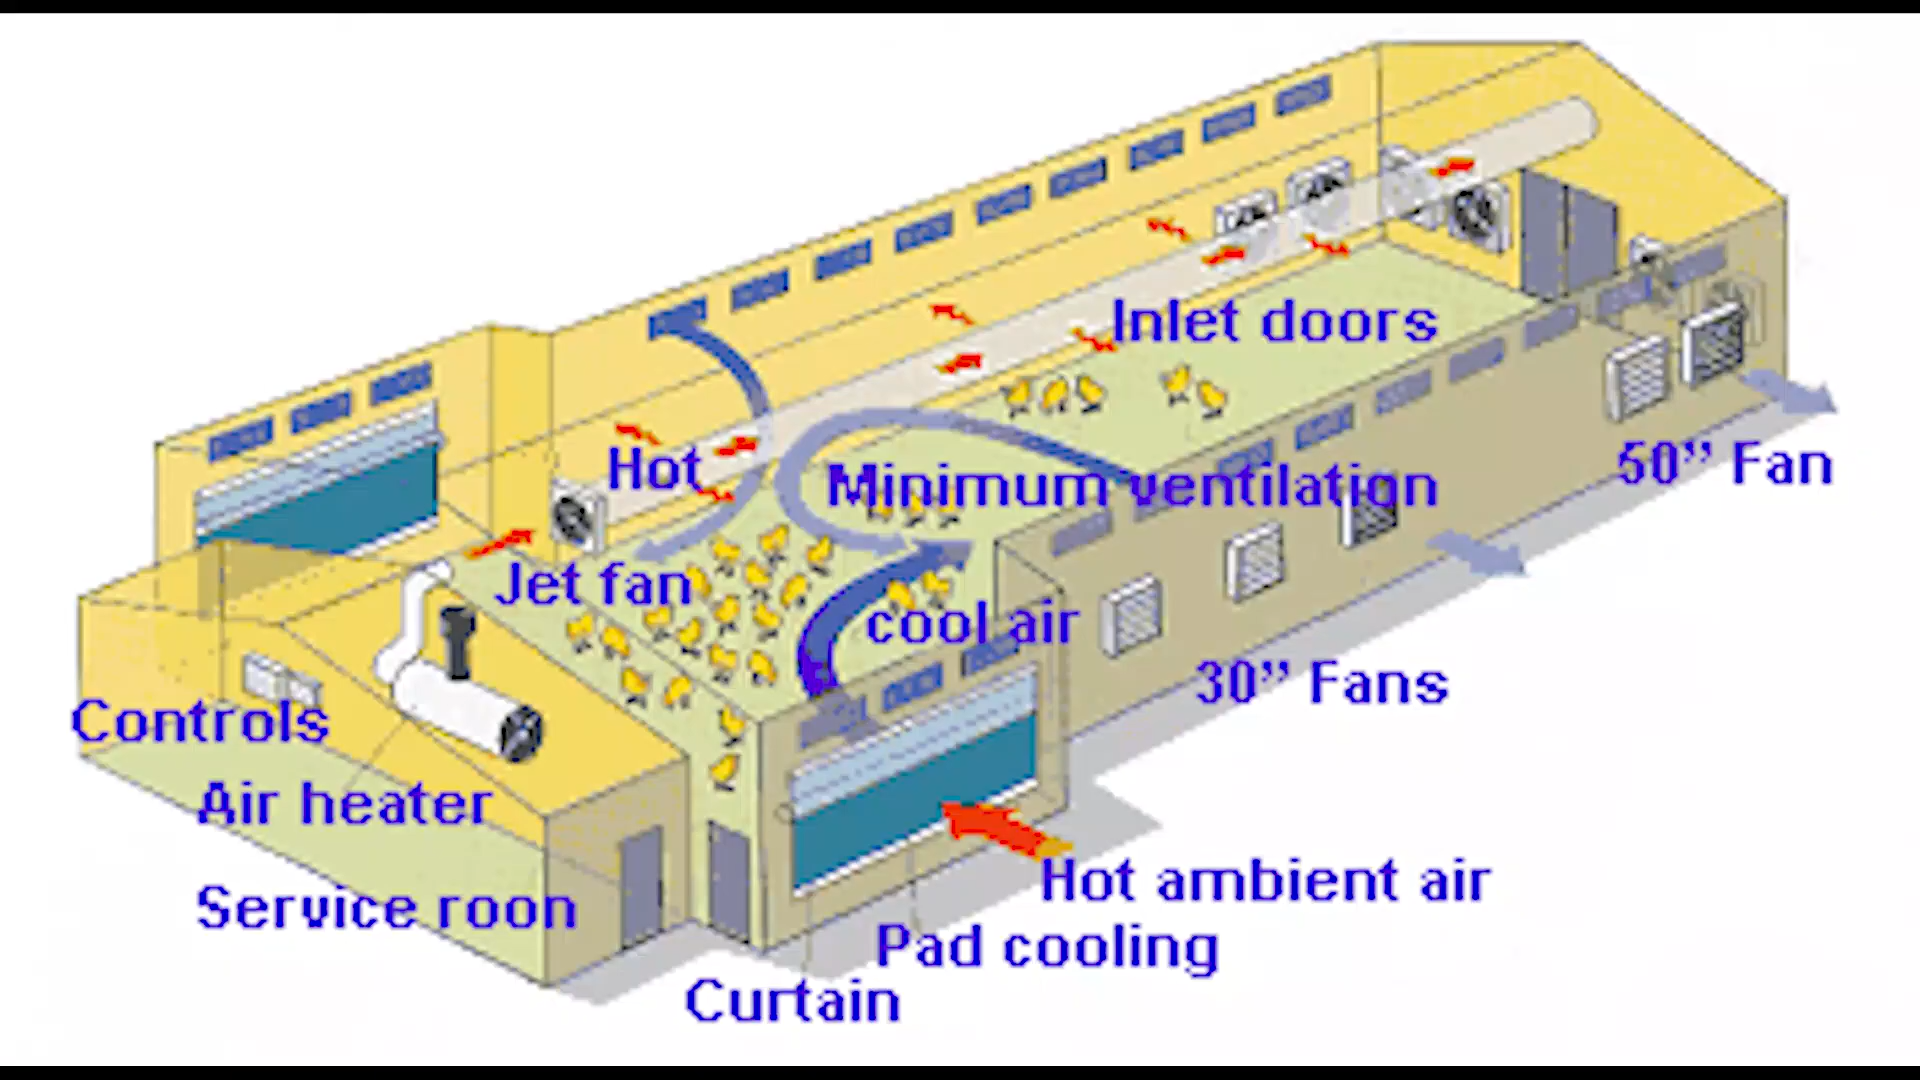 Inlet doors
Hot
Minimum ventilation
50” Fan
Jet fan
cool air
30” Fans
Controls
Air heater
Hot ambient air
Service roon
Pad cooling
Curtain